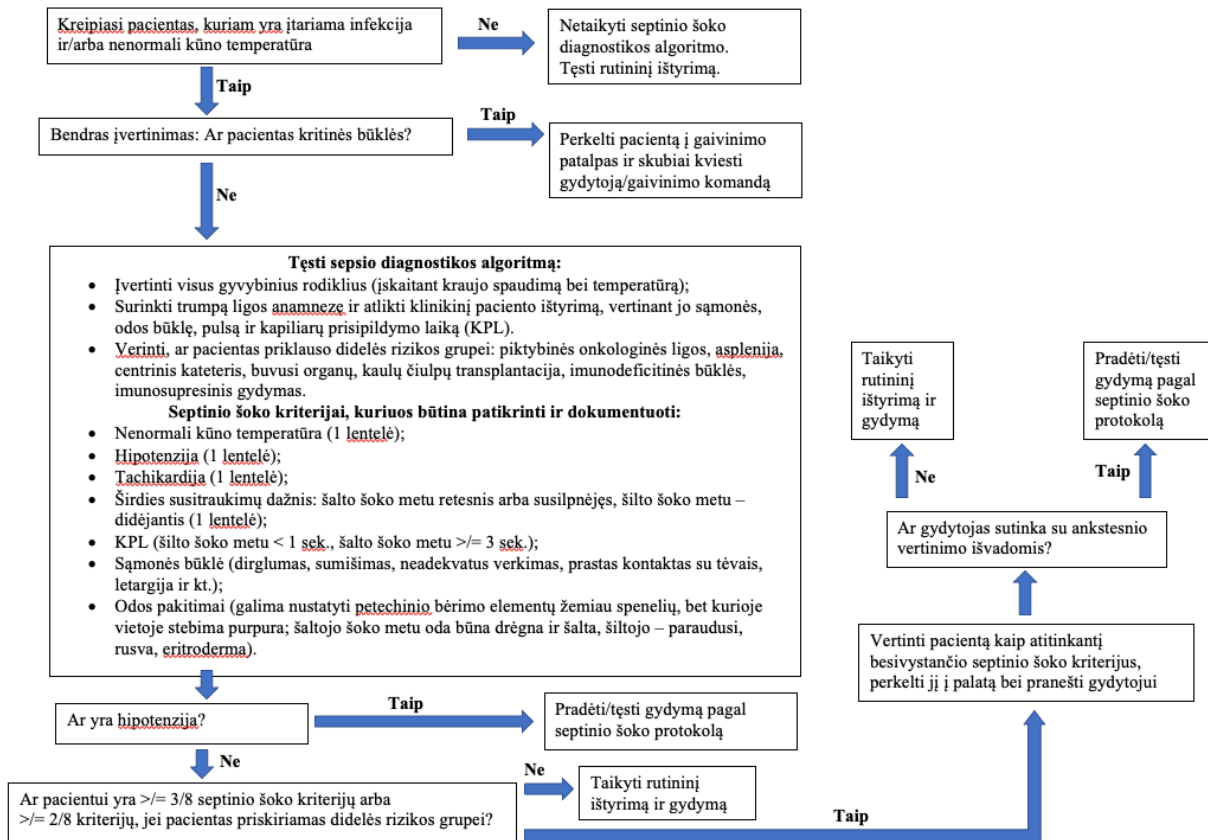 Kreipiasi pacientas, kuriam yra įtariama infekcija
ir/arba nenormali kūno temperatūra
Ne
Netaikyti septinio šoko
diagnostikos algoritmo.
Tęsti rutininį ištyrimą.
Taip
Bendras įvertinimas: Ar pacientas kritinės būklės?
Taip
Perkelti pacientą į gaivinimo
patalpas ir skubiai kviesti
gydytoją/gaivinimo komandą
Ne
Tęsti sepsio diagnostikos algoritmą:
• Įvertinti visus gyvybinius rodiklius (įskaitant kraujo spaudimą bei temperatūrą);
• Surinkti trumpą ligos anamnezę ir atlikti klinikinį paciento ištyrimą, vertinant jo sąmonės,
odos būklę, pulsą ir kapiliarų prisipildymo laiką (KPL).
• Verinti, ar pacientas priklauso didelės rizikos grupei: piktybinės onkologinės ligos, asplenija,
centrinis kateteris, buvusi organų, kaulų čiulpų transplantacija, imunodeficitinės būklės,
imunosupresinis gydymas.
Septinio šoko kriterijai, kuriuos būtina patikrinti ir dokumentuoti:
• Nenormali kūno temperatūra (1 lentelė);
• Hipotenzija (1 lentelė);
• Tachikardija (1 lentelė);
• Širdies susitraukimų dažnis: šalto šoko metu retesnis arba susilpnėjęs, šilto šoko metu –
didėjantis (1 lentelė);
• KPL (šilto šoko metu < 1 sek., šalto šoko metu >/= 3 sek.);
• Sąmonės būklė (dirglumas, sumišimas, neadekvatus verkimas, prastas kontaktas su tėvais,
letargija ir kt.);
• Odos pakitimai (galima nustatyti petechinio bėrimo elementų žemiau spenelių, bet kurioje
vietoje stebima purpura; šaltojo šoko metu oda būna drėgna ir šalta, šiltojo – paraudusi,
rusva, eritroderma).
Ar yra hipotenzija?
Taip
Pradėti/tęsti gydymą pagal
septinio šoko protokolą
Ne
Ar pacientui yra >/= 3/8 septinio šoko kriterijų arba
>/= 2/8 kriterijų, jei pacientas priskiriamas didelės rizikos grupei?
Ne
Taikyti rutininį
ištyrimą ir gydymą
Taip
Vertinti pacientą kaip atitinkantį
besivystančio septinio šoko kriterijus,
perkelti jį į palatą bei pranešti gydytojui
Ar gydytojas sutinka su ankstesnio
vertinimo išvadomis?
Ne
Taikyti
rutininį
ištyrimą ir
gydymą
Taip
Pradėti/tęsti
gydymą pagal
septinio šoko
protokolą